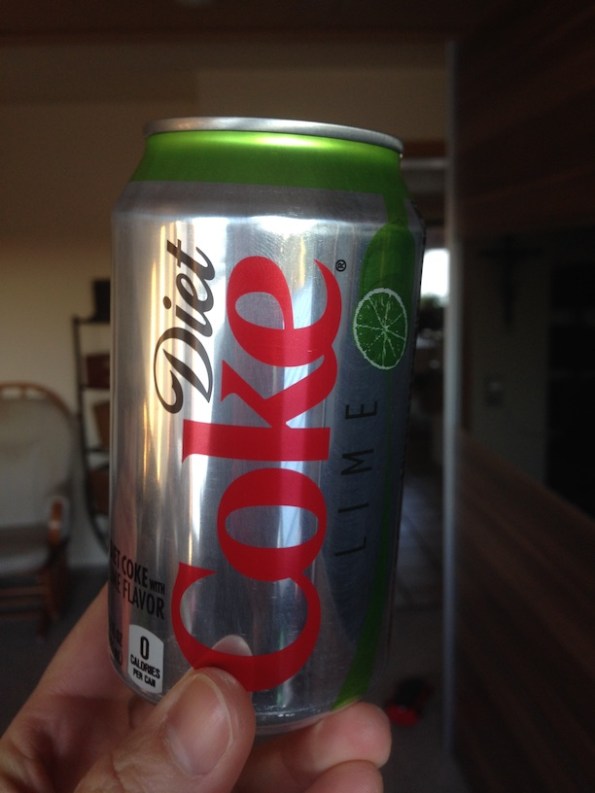 Diet
Coke
®
LIME
COKE WITH
FLAVOR
0
CALORIES
PER CAN